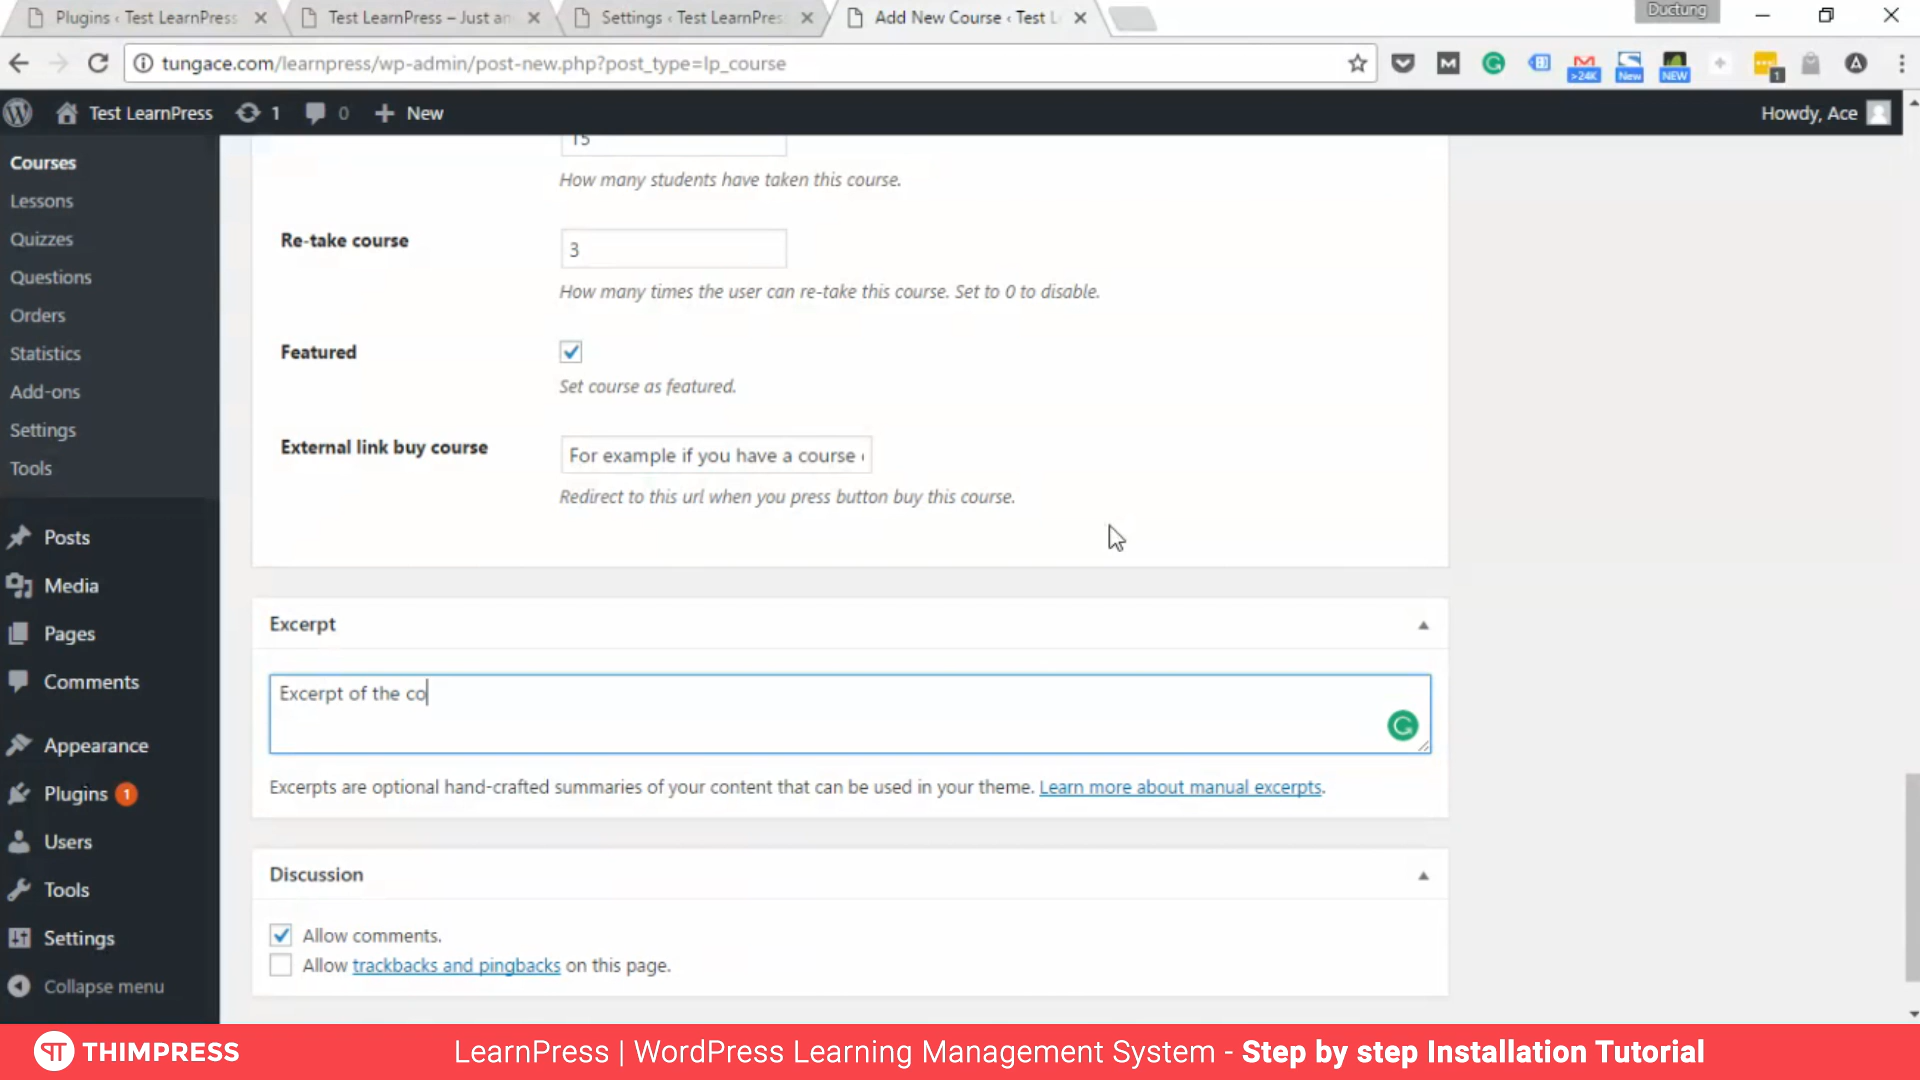 Plugins ‹ Test LearnPress
Test LearnPress – Just an
Settings ‹ Test LearnPres
Add New Course ‹ Test L
Ductung
tungace.com/learnpress/wp-admin/post-new.php?post_type=lp_course
>24K
New
NEW
1
Test LearnPress
1
0
New
Howdy, Ace
Courses
Lessons
Quizzes
Questions
Orders
Statistics
Add-ons
Settings
Tools
Posts
Media
Pages
Comments
Appearance
Plugins 1
Users
Tools
Settings
Collapse menu
15
How many students have taken this course.
Re-take course
3
How many times the user can re-take this course. Set to 0 to disable.
Featured
Set course as featured.
External link buy course
For example if you have a course
Redirect to this url when you press button buy this course.
Excerpt
Excerpt of the co
Excerpts are optional hand-crafted summaries of your content that can be used in your theme. Learn more about manual excerpts.
Discussion
Allow comments.
Allow trackbacks and pingbacks on this page.
THIMPRESS
LearnPress | WordPress Learning Management System - Step by step Installation Tutorial